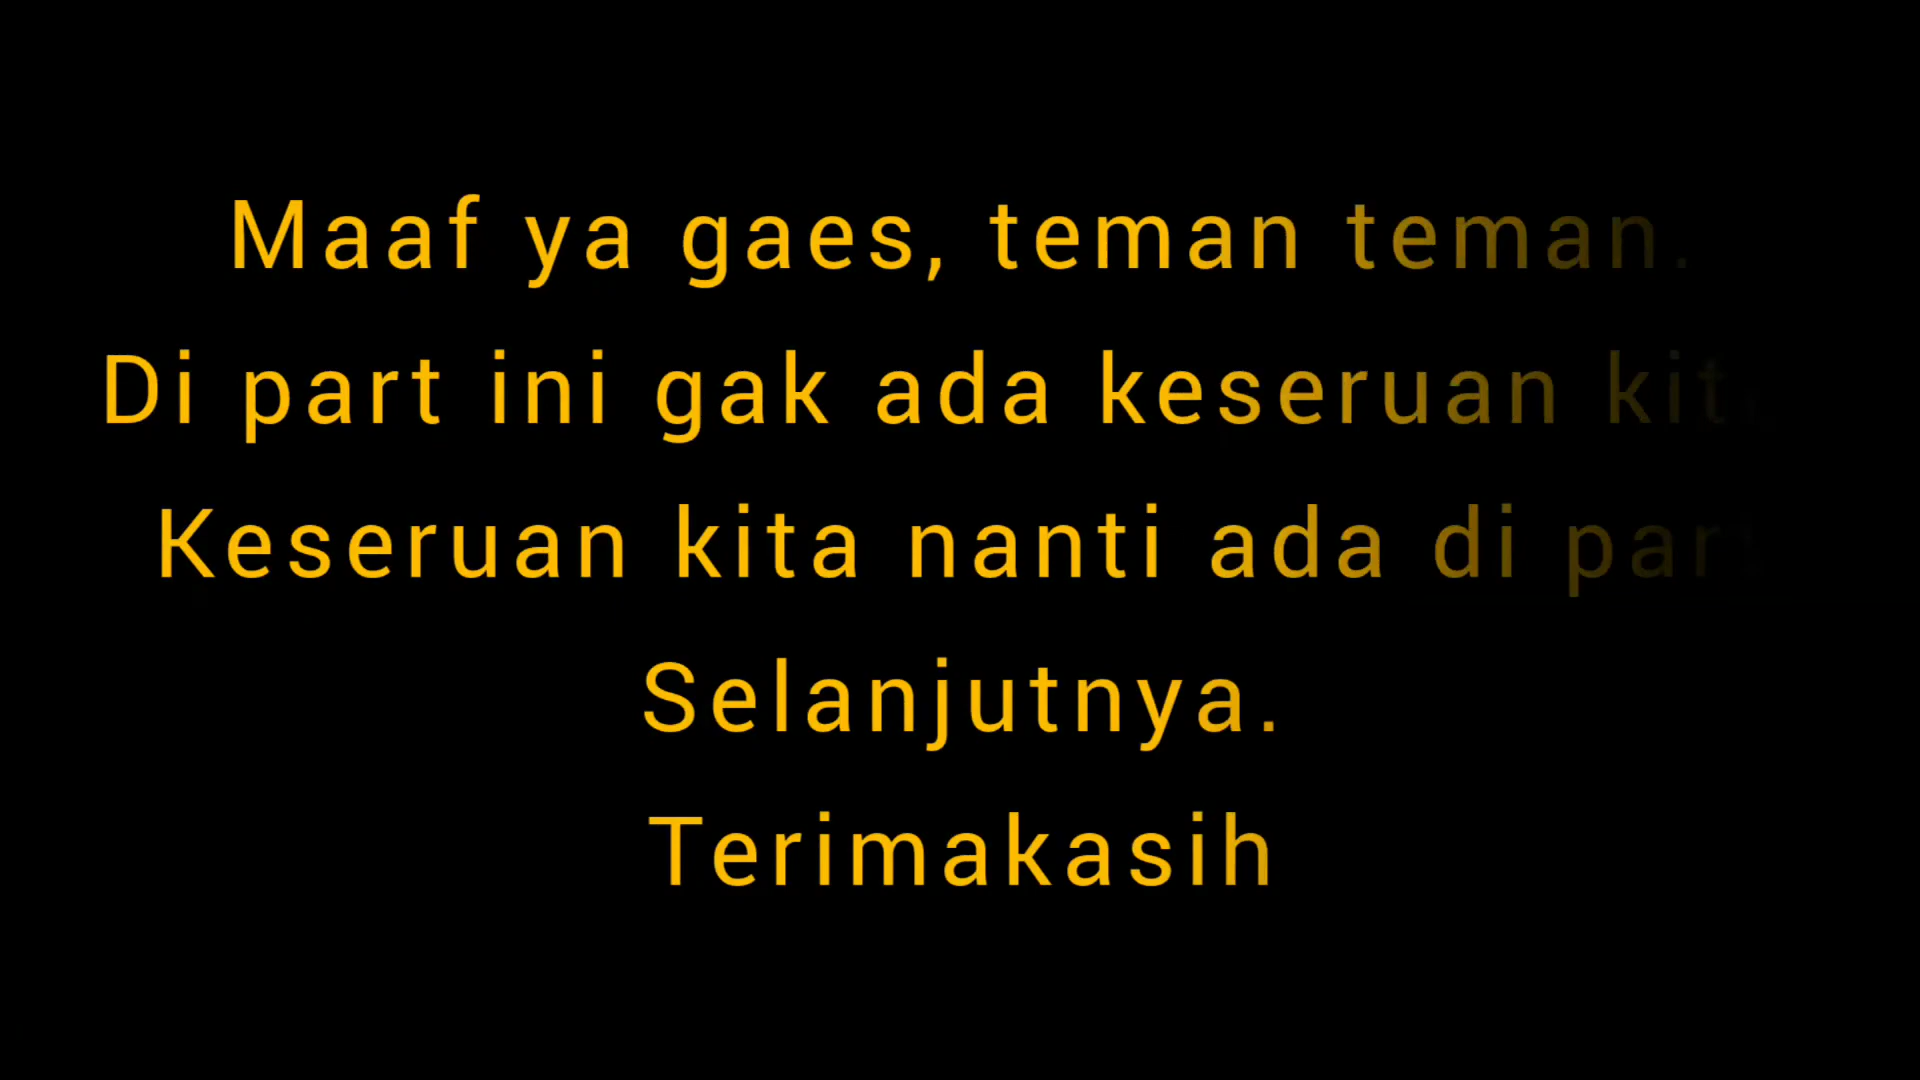 Maaf ya gaes, teman teman.
Di part ini gak ada keseruan
Keseruan kita nanti ada di
Selanjutnya.
Terimakasih